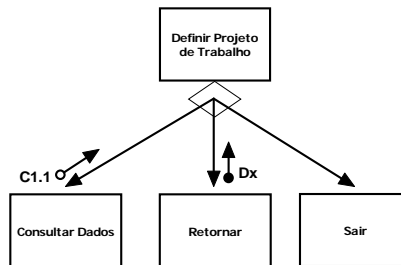 Definir Projeto
de Trabalho
C1.1
Dx
Consultar Dados
Retornar
Sair